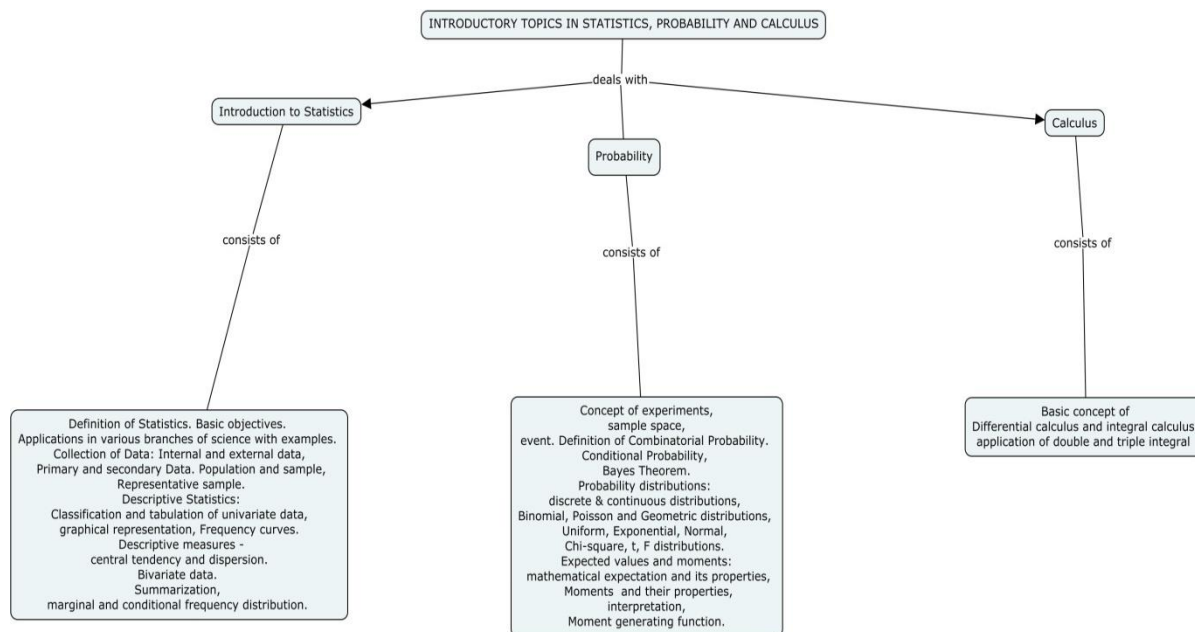 INTRODUCTORY TOPICS IN STATISTICS, PROBABILITY AND CALCULUS
deals with
Introduction to Statistics
Probability
Calculus
consists of
consists of
consists of
Definition of Statistics. Basic objectives.
Applications in various branches of science with examples.
Collection of Data: Internal and external data,
Primary and secondary Data. Population and sample,
Representative sample.
Descriptive Statistics:
Classification and tabulation of univariate data,
graphical representation, Frequency curves.
Descriptive measures -
central tendency and dispersion.
Bivariate data.
Summarization,
marginal and conditional frequency distribution.
Concept of experiments,
sample space,
event. Definition of Combinatorial Probability.
Conditional Probability,
Bayes Theorem.
Probability distributions:
discrete & continuous distributions,
Binomial, Poisson and Geometric distributions,
Uniform, Exponential, Normal,
Chi-square, t, F distributions.
Expected values and moments:
mathematical expectation and its properties,
Moments and their properties,
interpretation,
Moment generating function.
Basic concept of
Differential calculus and integral calculus,
application of double and triple integral